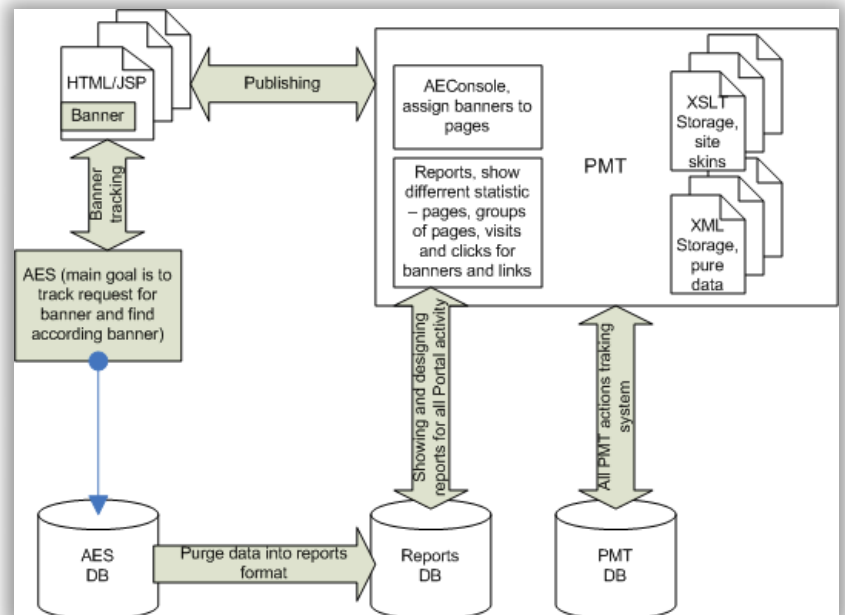 HTML/JSP
Banner
Publishing
AEConsole,
assign banners to
pages
Reports, show
differrent statistic
– pages, groups
of pages, visits
and clicks for
banners and links
PMT
XSLT
Storage,
site
skins
XML
Storage,
pure
data
Banner
tracking
AES (main goal is to
track request for
banner and find
according banner)
Showing and designing
reports for all Portal activity
All PMT actions traking
system
AES
DB
Purge data into reports
format
Reports
DB
PMT
DB